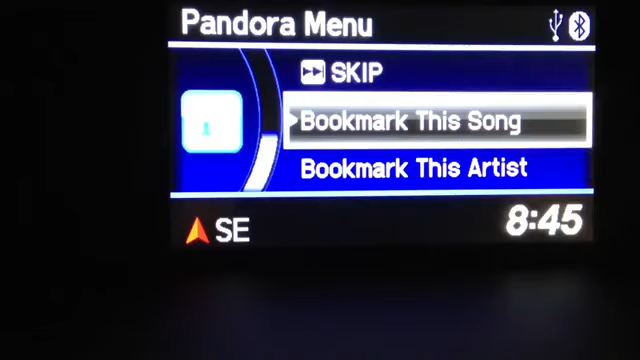 Pandora Menu
SKIP
Bookmark This Song
Bookmark This Artist
SE
8:45